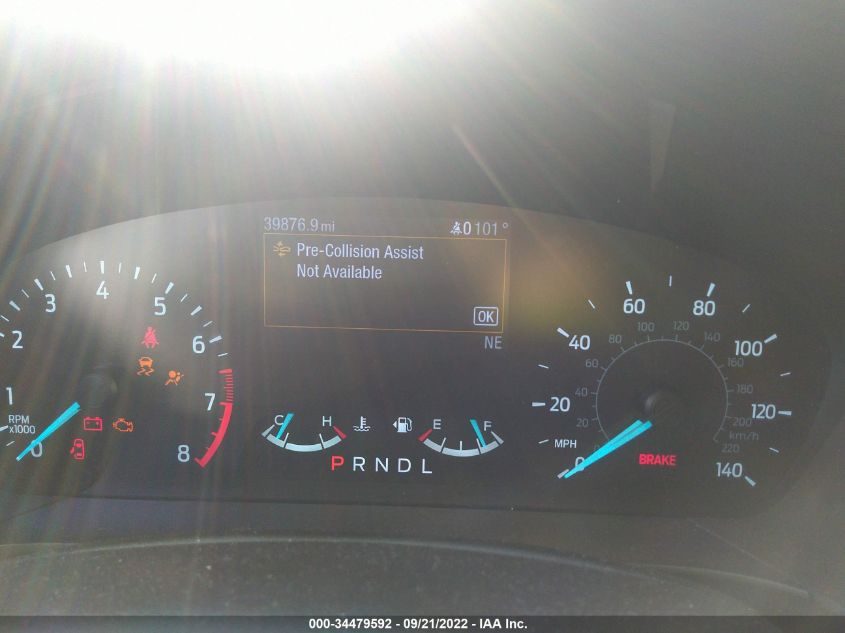 39876.9 mi 0 101°
Pre-Collision Assist
Not Available
OK
NE
1 2 3 4 5 6 7 8
RPM
x1000
0
C H E F
P R N D L
0 20 40 60 80 100 120 140
MPH
20 40 60 80 100 120 140 160 180 200 220
km/h
BRAKE
000-34479592 - 09/21/2022 - IAA Inc.